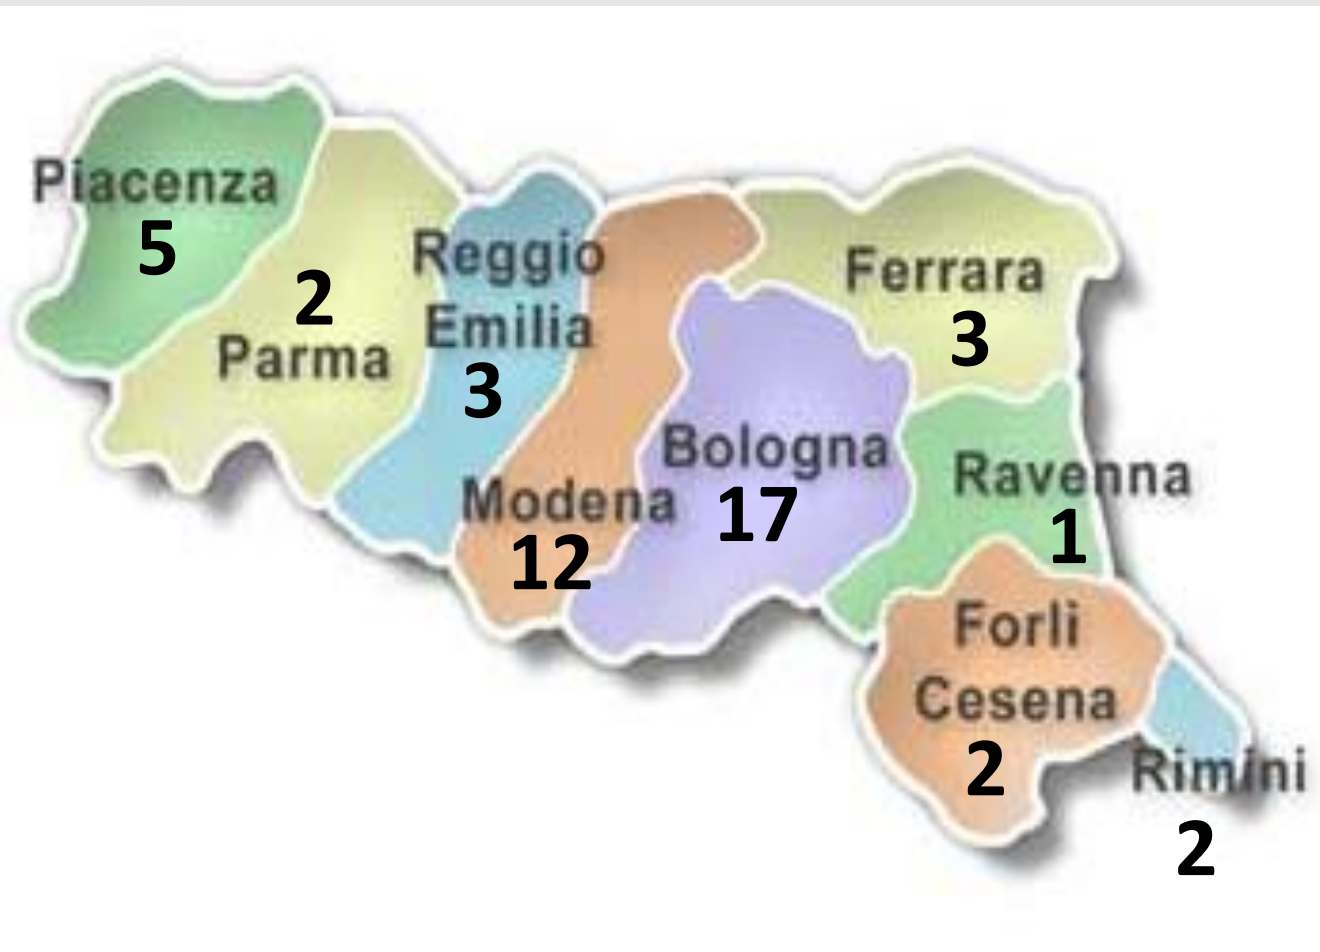 Piacenza
5
2
Parma
Reggio
Emilia
3
Modena
12
Bologna
17
Ferrara
3
Ravenna
1
Forli
Cesena
2
Rimini
2